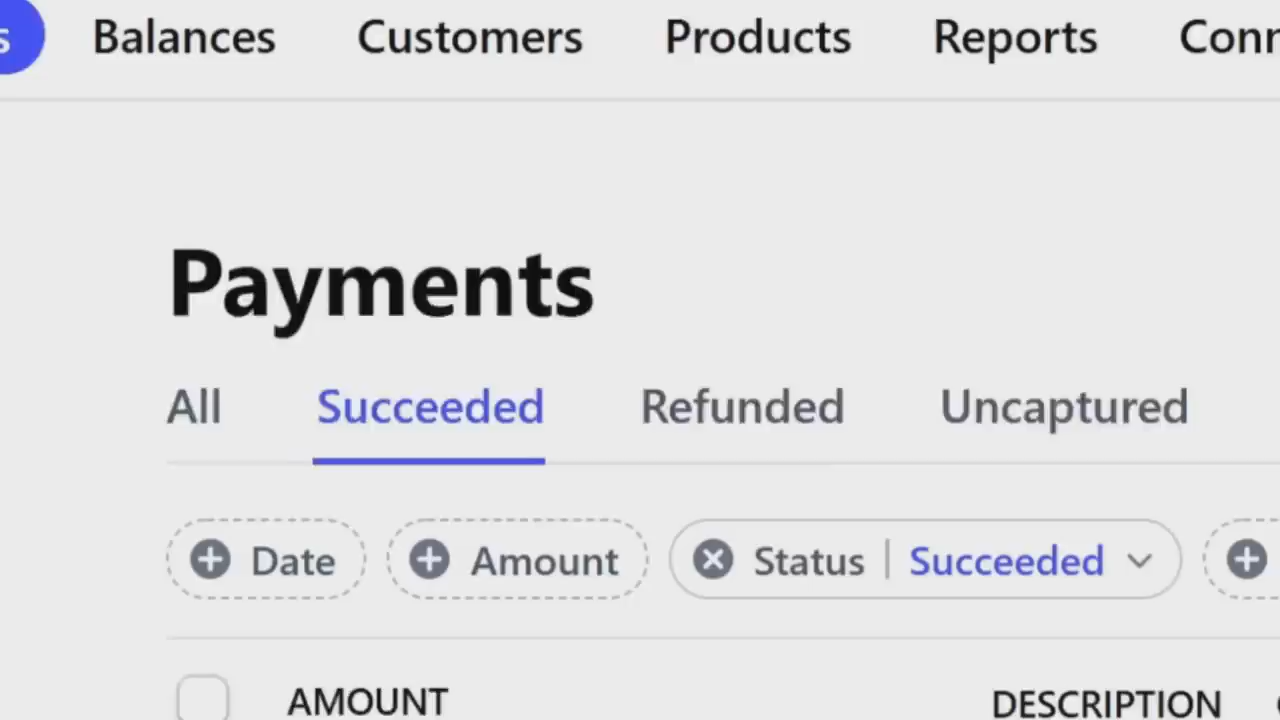 Balances Customers Products Reports
Payments
All Succeeded Refunded Uncaptured
Date Amount Status Succeeded
AMOUNT DESCRIPTION